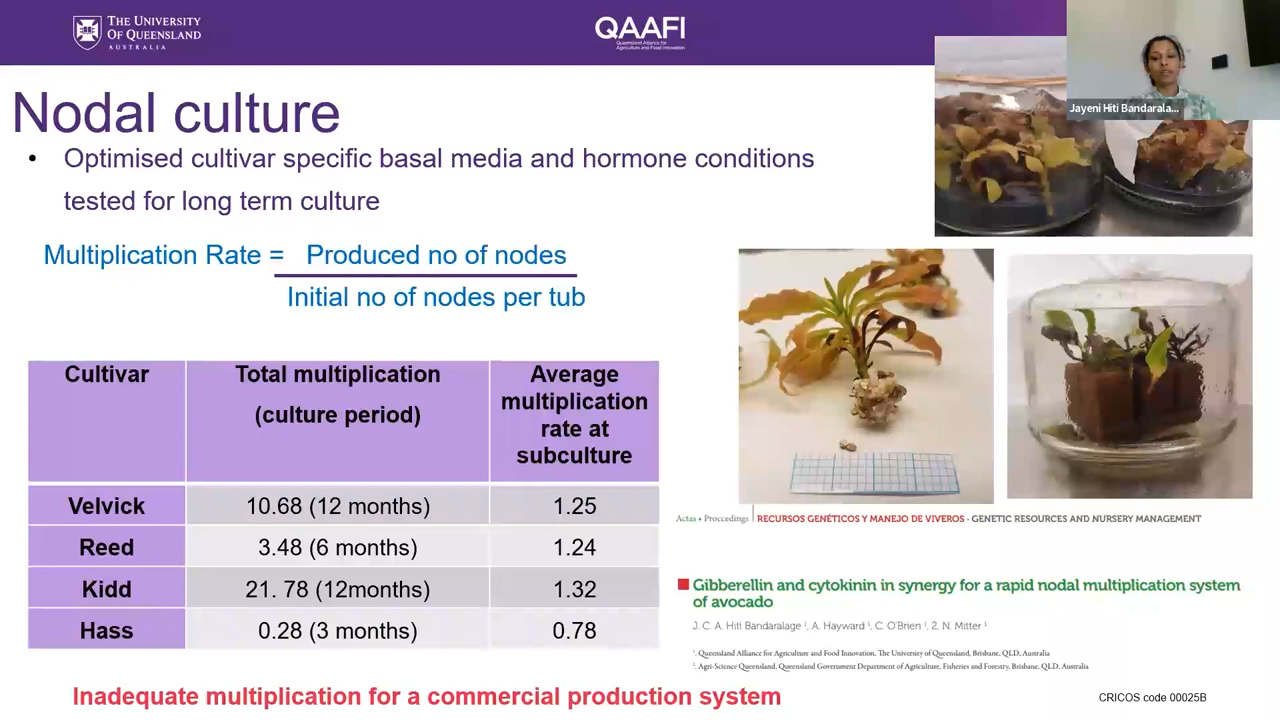 THE UNIVERSITY
OF QUEENSLAND
AUSTRALIA
QAAFI
Queensland Alliance for
Agriculture and Food Innovation
Jayeni Hiti Bandarala...
Nodal culture
• Optimised cultivar specific basal media and hormone conditions
tested for long term culture
Multiplication Rate = Produced no of nodes
Initial no of nodes per tub
Cultivar
Total multiplication
(culture period)
Average
multiplication
rate at
subculture
Velvick 10.68 (12 months) 1.25
Reed 3.48 (6 months) 1.24
Kidd 21. 78 (12months) 1.32
Hass 0.28 (3 months) 0.78
Inadequate multiplication for a commercial production system
Actas • Proccedings RECURSOS GENÉTICOS Y MANEJO DE VIVEROS · GENETIC RESOURCES AND NURSERY MANAGEMENT
Gibberellin and cytokinin in synergy for a rapid nodal multiplication system
of avocado
J. C. A. Hiti Bandaralage ¹, A. Hayward ¹, C. O'Brien ¹, 2, N. Mitter ¹
¹. Queensland Alliance for Agriculture and Food Innovation, The University of Queensland, Brisbane, QLD, Australia
². Agri-Science Queensland, Queensland Government Department of Agriculture, Fisheries and Forestry, Brisbane, QLD, Australia
CRICOS code 00025B